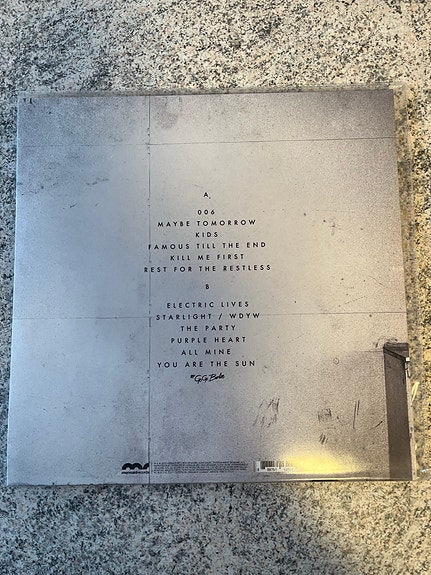 A
006
MAYBE TOMORROW
KIDS
FAMOUS TILL THE END
KILL ME FIRST
REST FOR THE RESTLESS
B
ELECTRIC LIVES
STARLIGHT / WDYW
THE PARTY
PURPLE HEART
ALL MINE
YOU ARE THE SUN